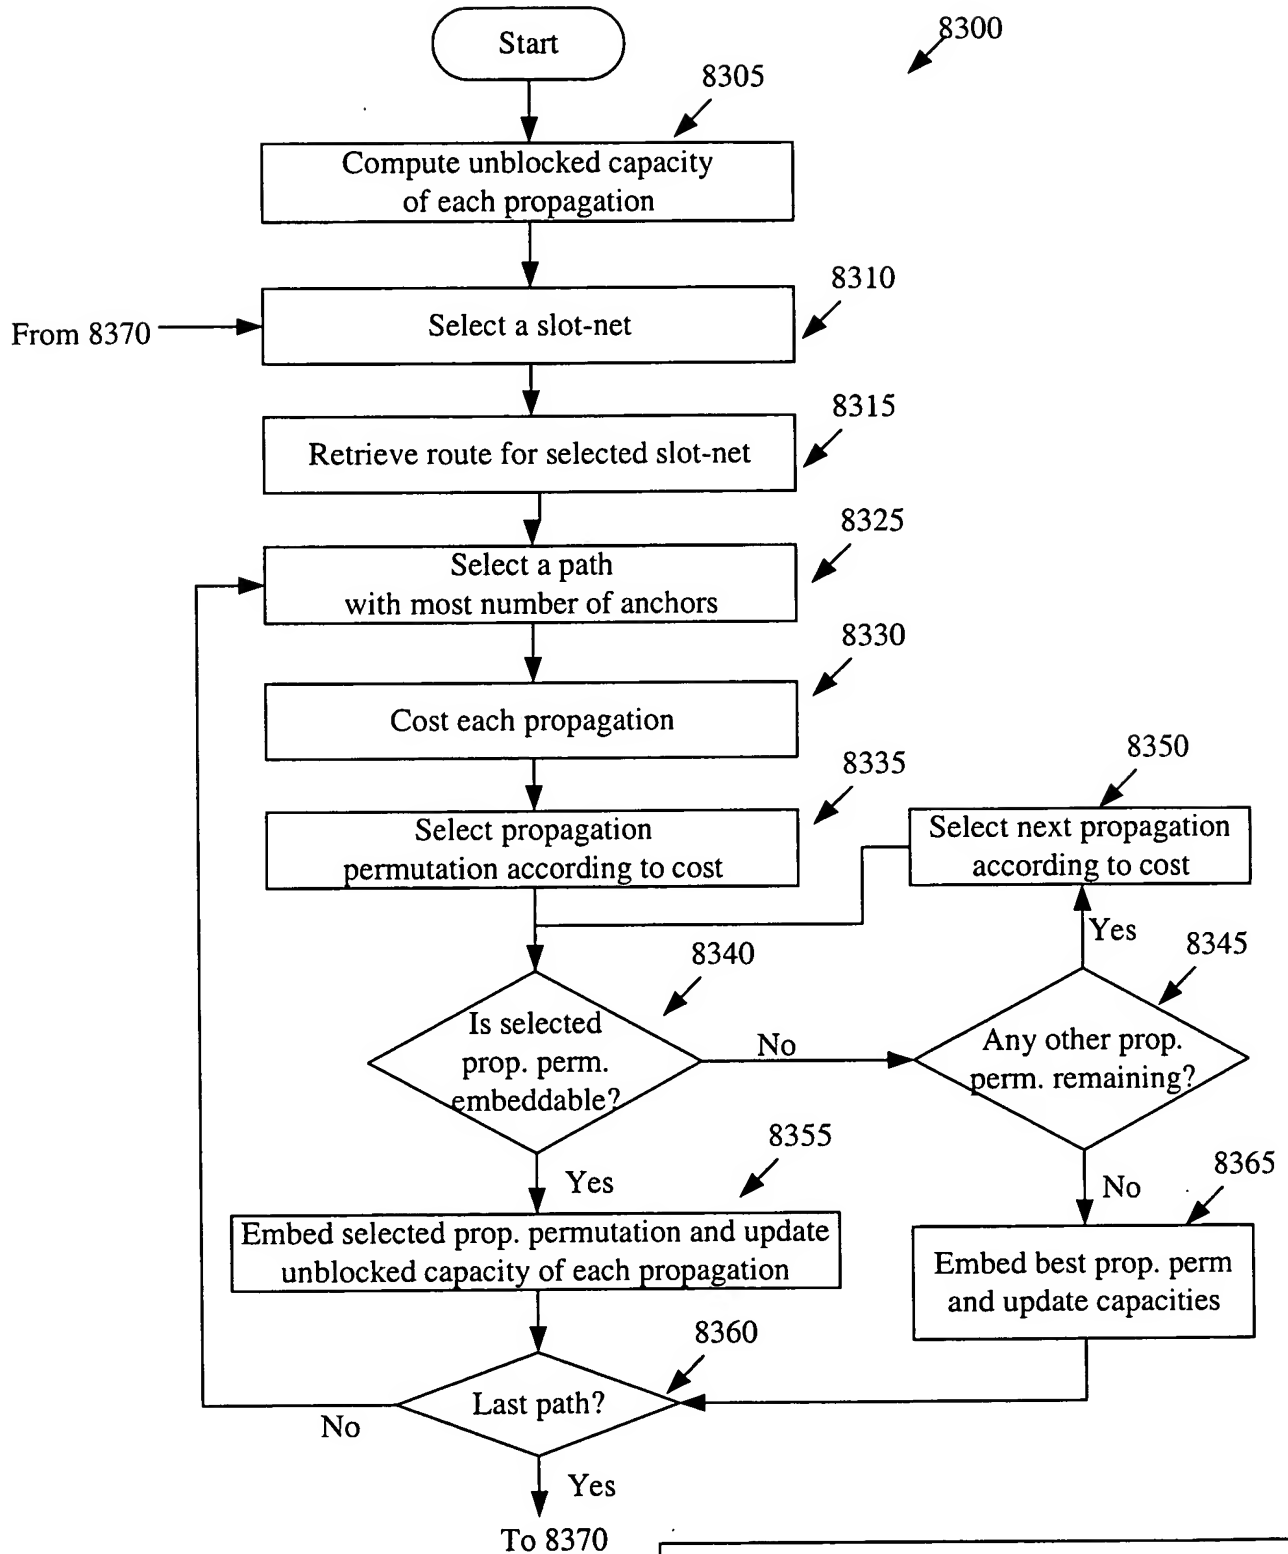 Start
8300
8305
Compute unblocked capacity
of each propagation
8310
From 8370
Select a slot-net
8315
Retrieve route for selected slot-net
8325
Select a path
with most number of anchors
8330
Cost each propagation
8335
Select propagation
permutation according to cost
8350
Select next propagation
according to cost
Yes
8340
8345
Is selected
prop. perm.
embeddable?
No
Any other prop.
perm. remaining?
8355
Yes
No
8365
Embed selected prop. permutation and update
unblocked capacity of each propagation
Embed best prop. perm
and update capacities
8360
Last path?
No
Yes
To 8370